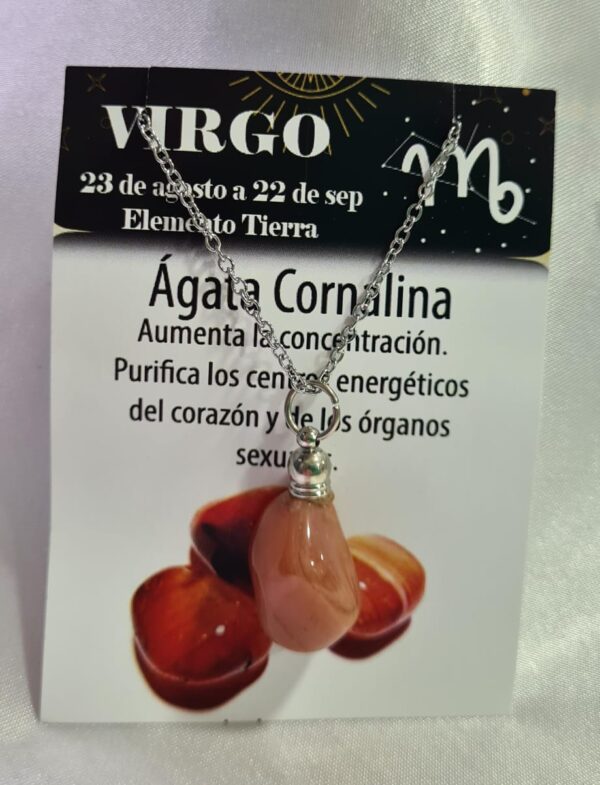 VIRGO
23 de agosto a 22 de sep
Elemento Tierra
Ágata Cornalina
Aumenta la concentración.
Purifica los centros energéticos
del corazón y de los órganos
sexuales.